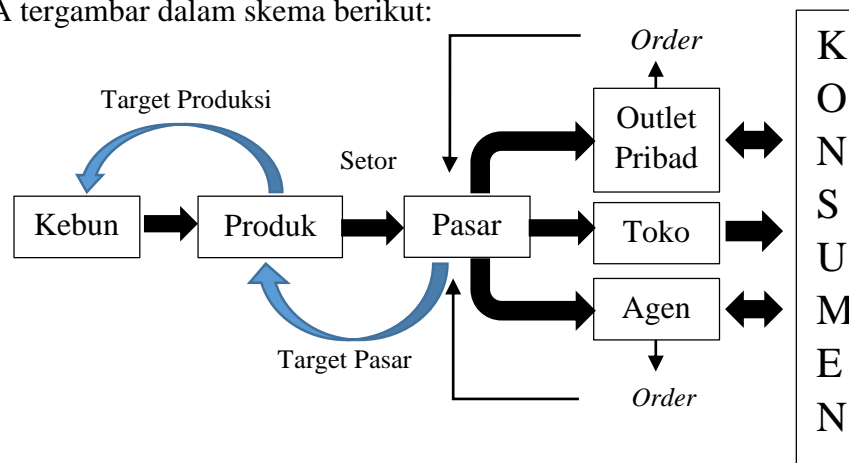 A tergambar dalam skema berikut:
Order
Target Produksi
Outlet
Pribad
Setor
Kebun
Produk
Pasar
Toko
Agen
Target Pasar
Order
K
O
N
S
U
M
E
N